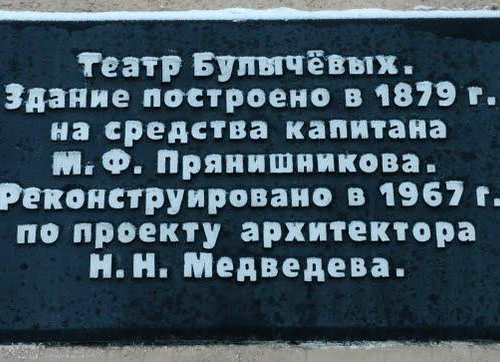 Театр Булычёвых.
Здание построено в 1879 г.
на средства капитана
М. Ф. Прянишникова.
Реконструировано в 1967 г.
по проекту архитектора
Н. Н. Медведева.